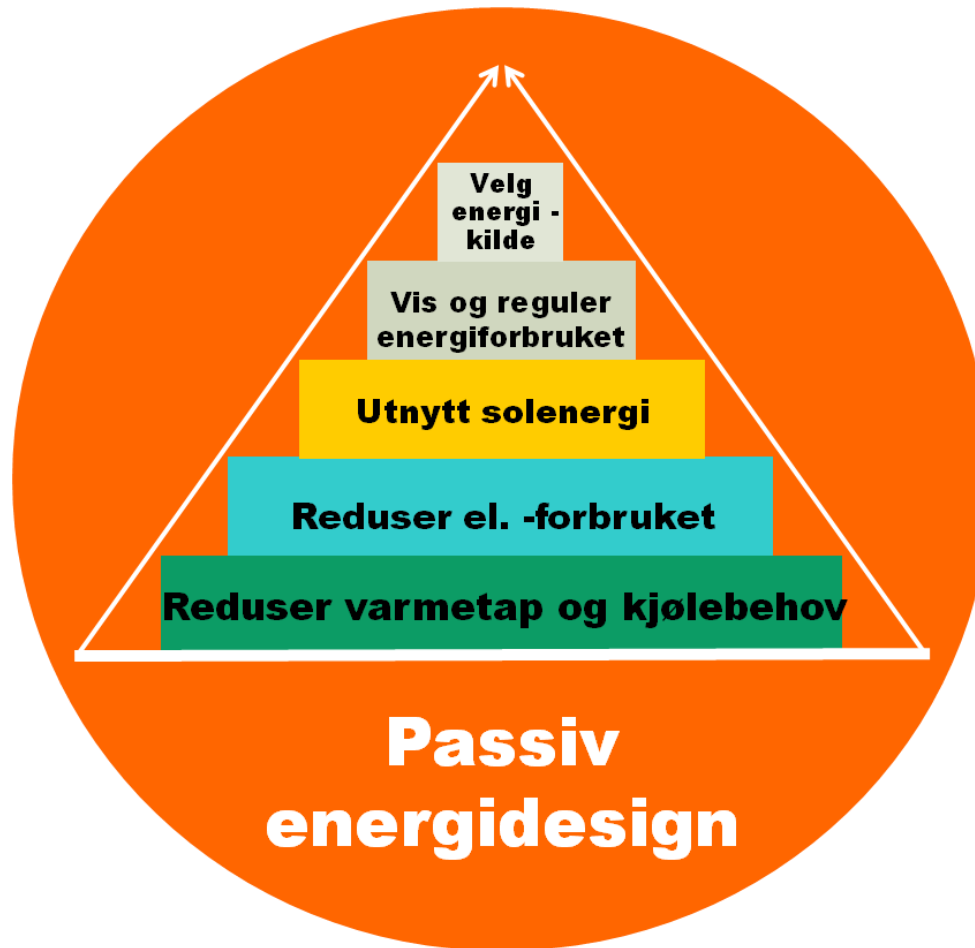 Velg
energi -
kilde
Vis og reguler
energiforbruket
Utnytt solenergi
Reduser el. -forbruket
Reduser varmetap og kjølebehov
Passiv
energidesign